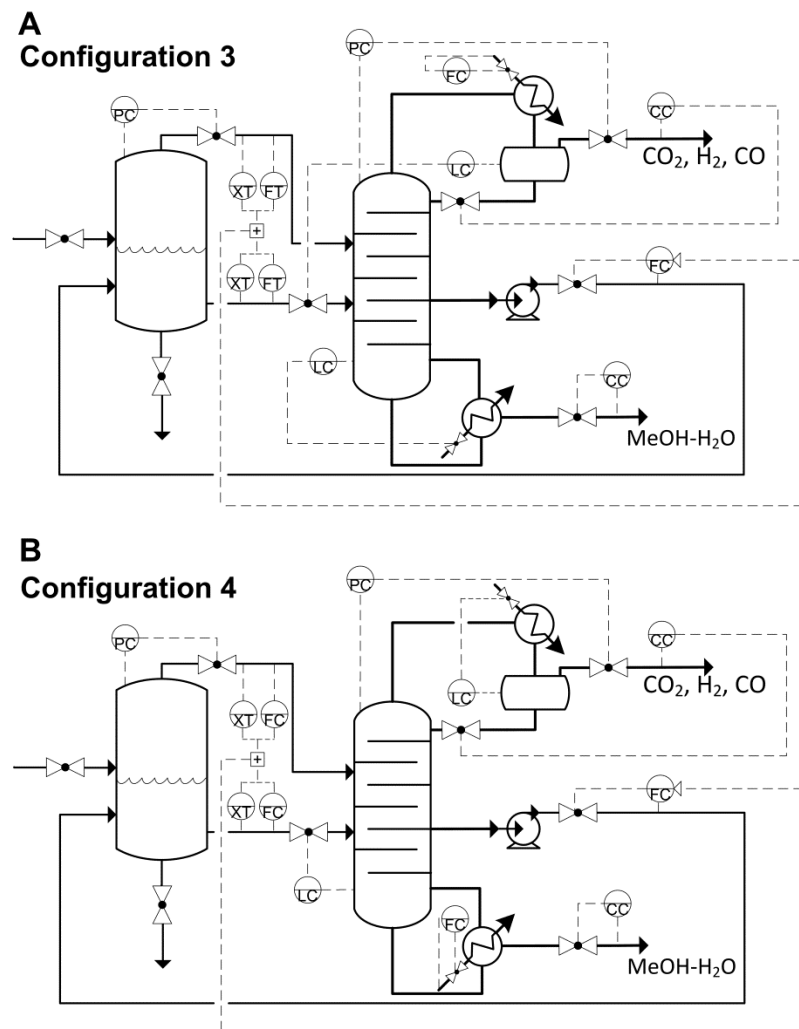 A
Configuration 3
PC
FC
CC
PC
CO2, H2, CO
LC
XT
FT
+
FC
XT
FT
LC
CC
MeOH-H2O
B
Configuration 4
PC
CC
PC
CO2, H2, CO
LC
XT
FC
+
FC
XT
FC
LC
FC
CC
MeOH-H2O